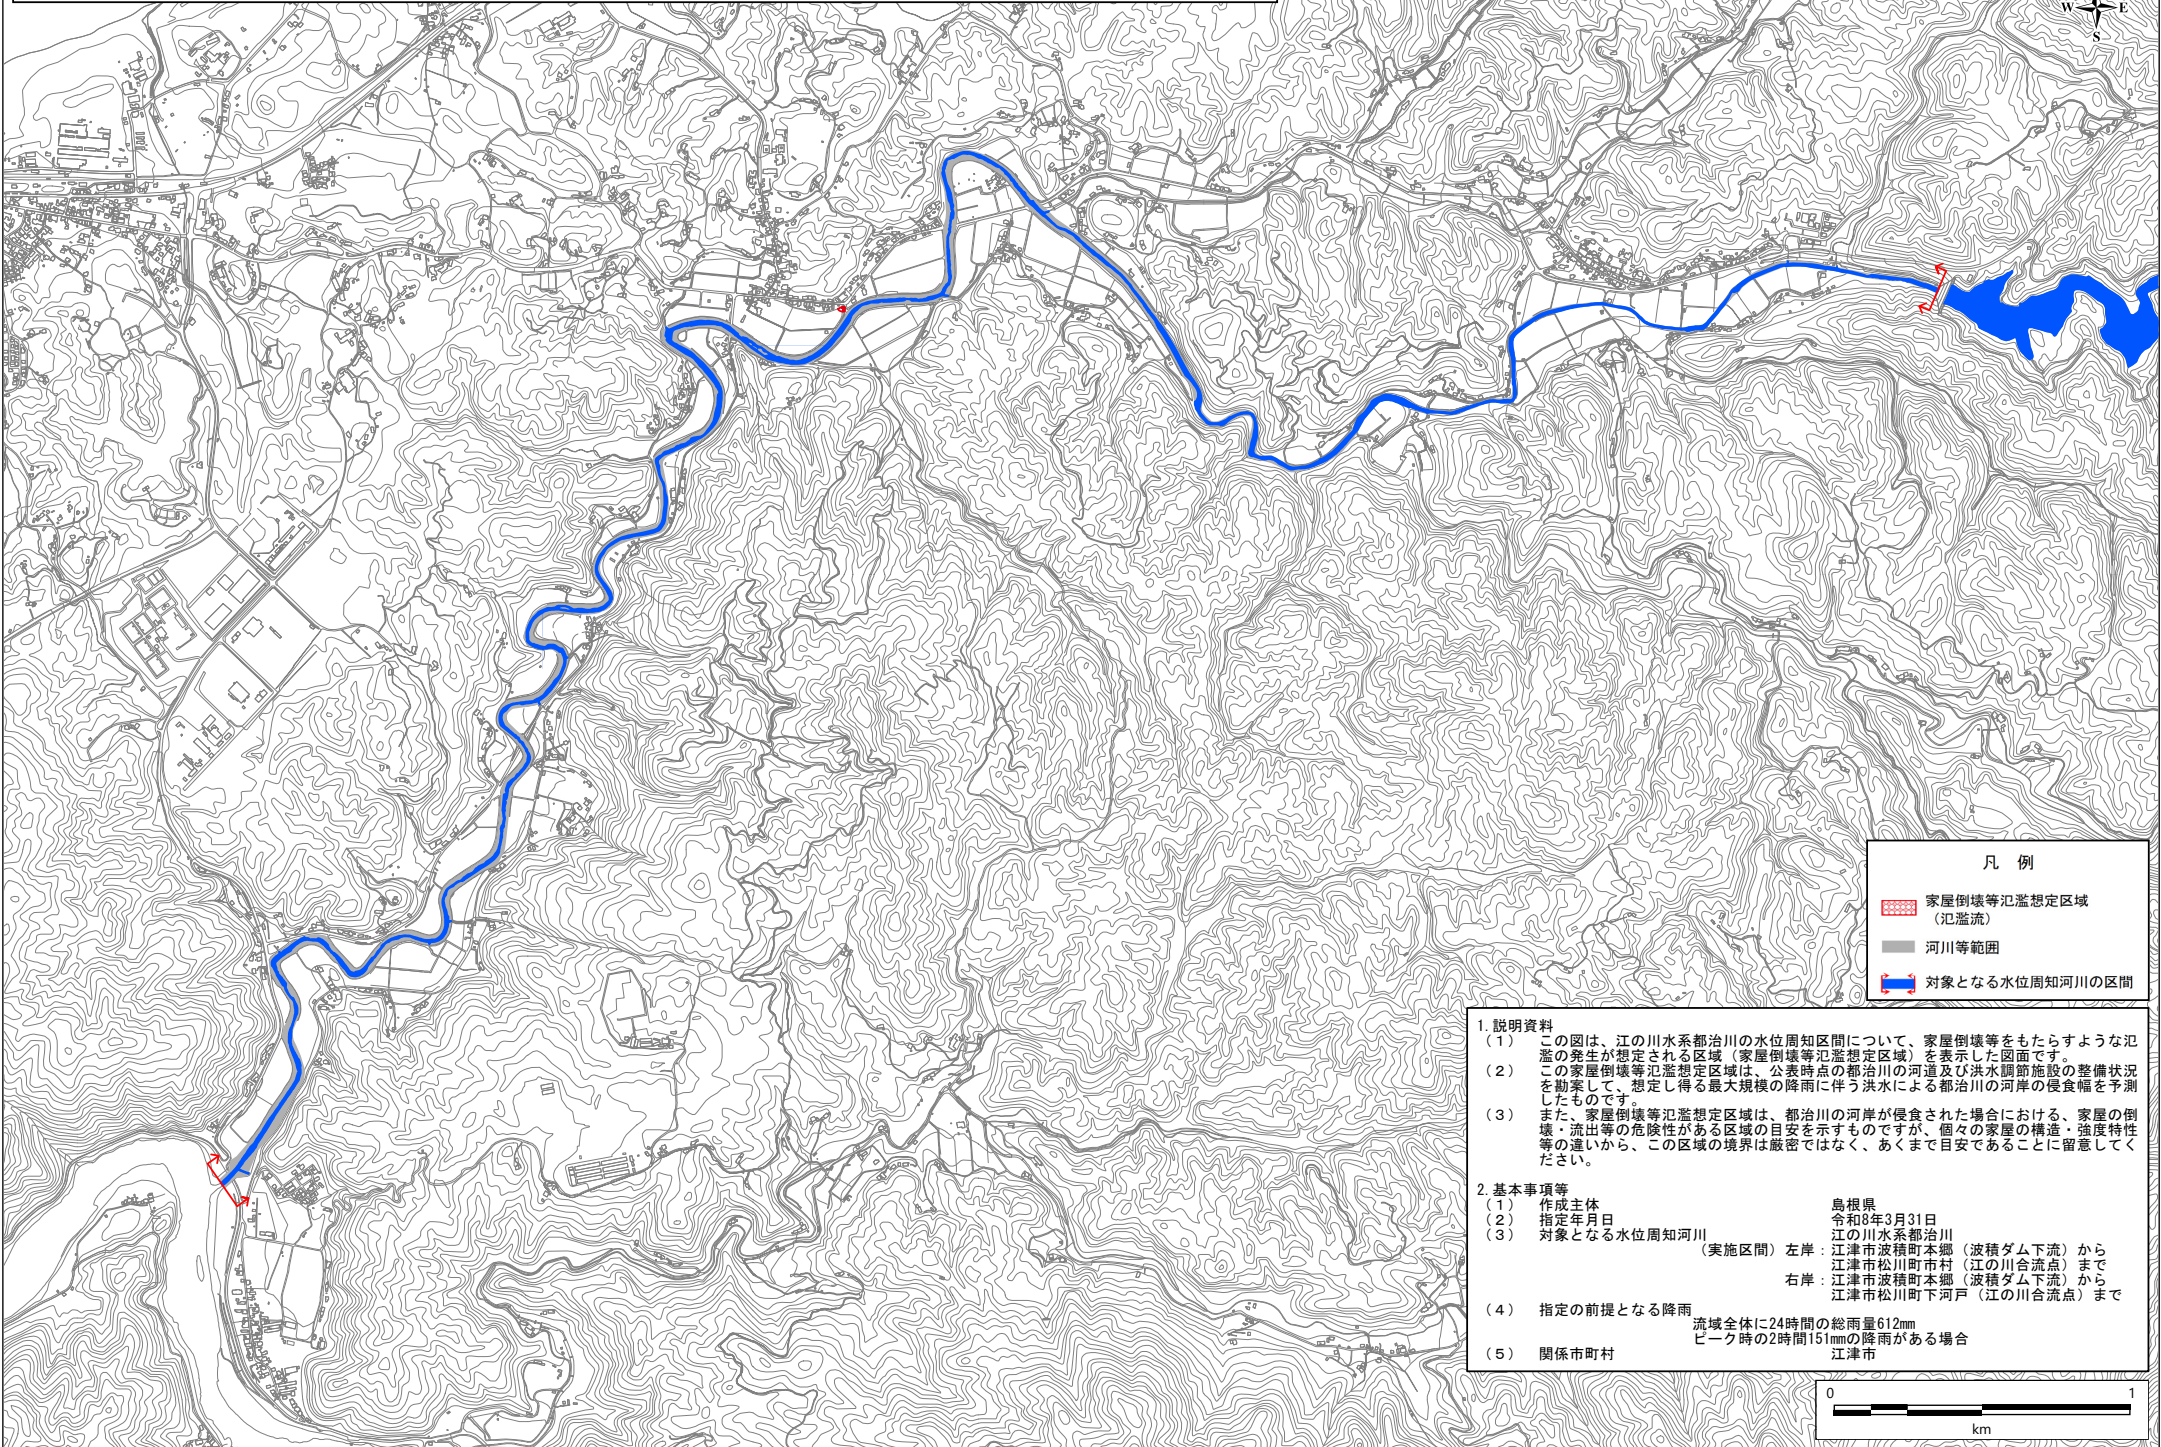 W E
S
凡 例
家屋倒壊等氾濫想定区域
（氾濫流）
河川等範囲
対象となる水位周知河川の区間
1.説明資料
（1） この図は、江の川水系都治川の水位周知区間について、家屋倒壊等をもたらすような氾
濫の発生が想定される区域（家屋倒壊等氾濫想定区域）を表示した図面です。
（2） この家屋倒壊等氾濫想定区域は、公表時点の都治川の河道及び洪水調節施設の整備状況
を勘案して、想定し得る最大規模の降雨に伴う洪水による都治川の河岸の侵食幅を予測
したものです。
（3） また、家屋倒壊等氾濫想定区域は、都治川の河岸が侵食された場合における、家屋の倒
壊・流出等の危険性がある区域の目安を示すものですが、個々の家屋の構造・強度特性
等の違いから、この区域の境界は厳密ではなく、あくまで目安であることに留意してく
ださい。
2.基本事項等
（1） 作成主体 島根県
（2） 指定年月日 令和8年3月31日
（3） 対象となる水位周知河川 江の川水系都治川
（実施区間）左岸：江津市波積町本郷（波積ダム下流）から
江津市松川町市村（江の川合流点）まで
右岸：江津市波積町本郷（波積ダム下流）から
江津市松川町下河戸（江の川合流点）まで
（4） 指定の前提となる降雨
流域全体に24時間の総雨量612mm
ピーク時の2時間151mmの降雨がある場合
（5） 関係市町村 江津市
0 1
km